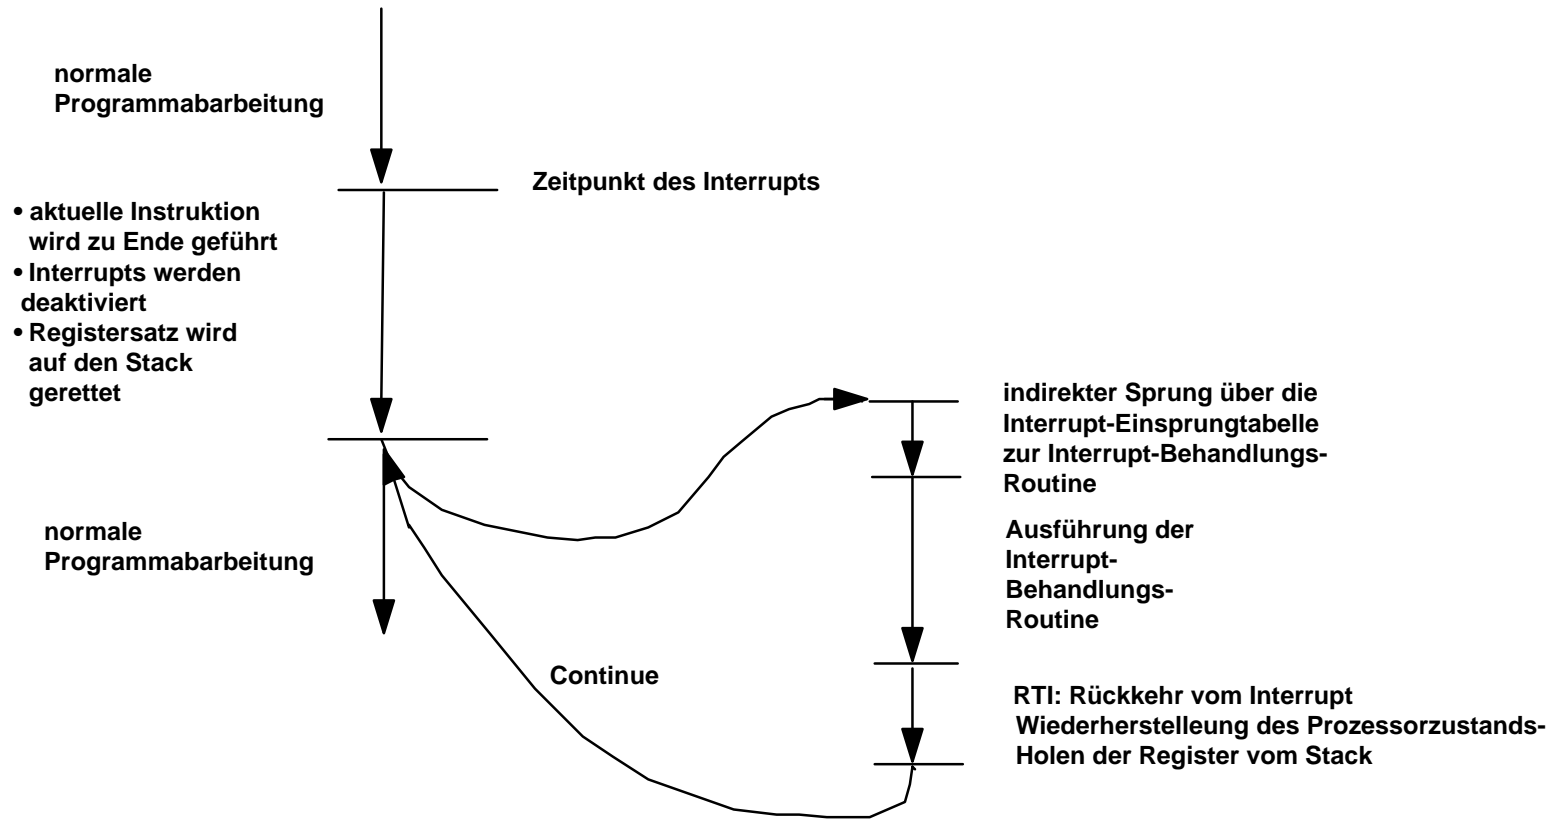 normale
Programmabarbeitung
Zeitpunkt des Interrupts
• aktuelle Instruktion
wird zu Ende geführt
• Interrupts werden
deaktiviert
• Registersatz wird
auf den Stack
gerettet
indirekter Sprung über die
Interrupt-Einsprungtabelle
zur Interrupt-Behandlungs-
Routine
normale
Programmabarbeitung
Ausführung der
Interrupt-
Behandlungs-
Routine
Continue
RTI: Rückkehr vom Interrupt
Wiederherstelleung des Prozessorzustands-
Holen der Register vom Stack